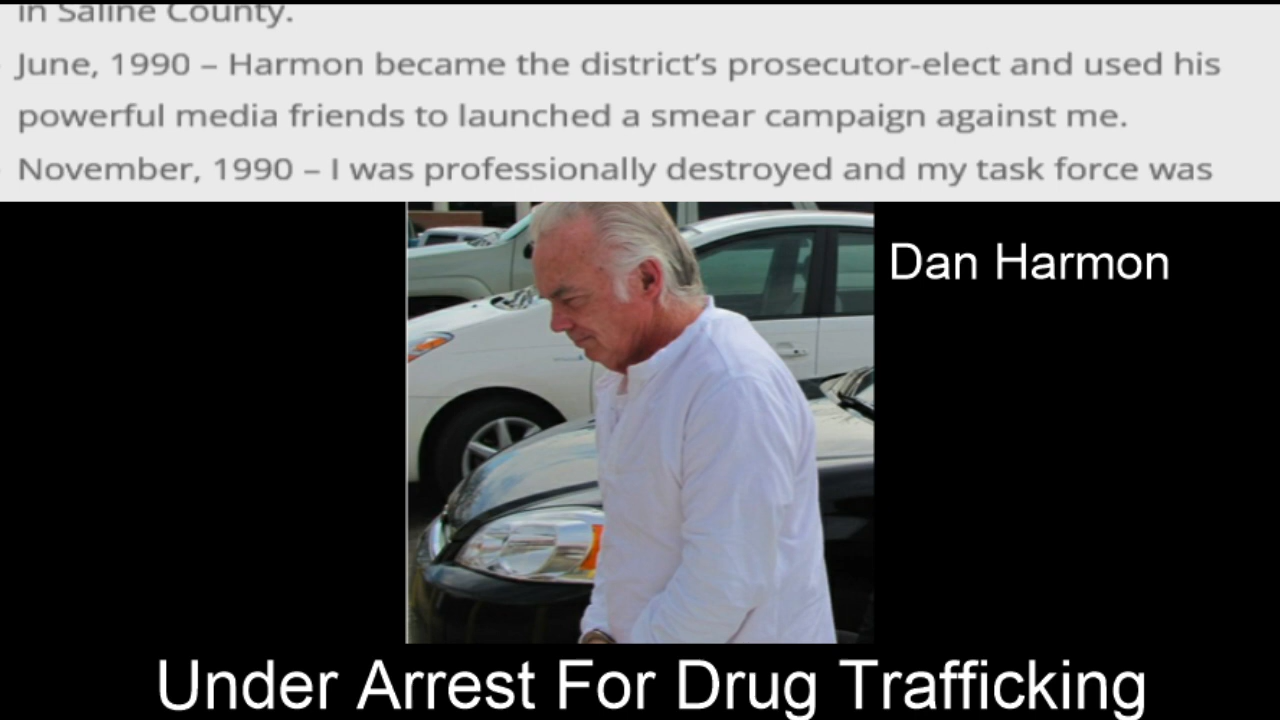 in Saline County.
June, 1990 – Harmon became the district’s prosecutor-elect and used his
powerful media friends to launched a smear campaign against me.
November, 1990 – I was professionally destroyed and my task force was
Dan Harmon
Under Arrest For Drug Trafficking